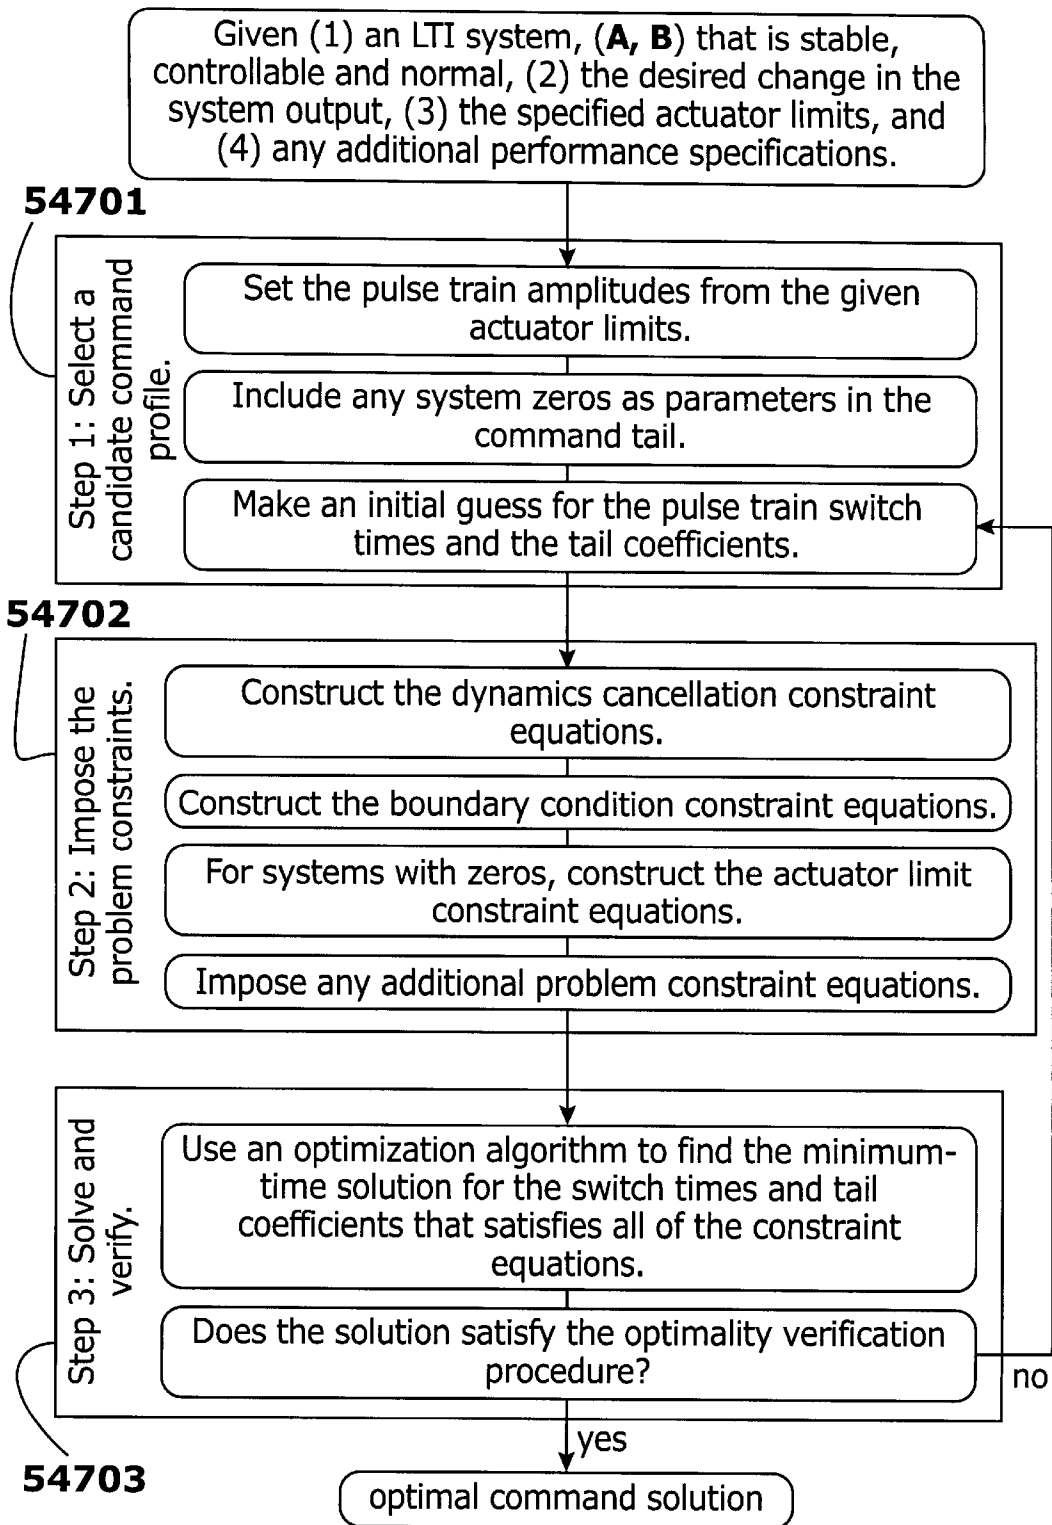 Given (1) an LTI system, (A, B) that is stable,
controllable and normal, (2) the desired change in the
system output, (3) the specified actuator limits, and
(4) any additional performance specifications.
54701
Step 1: Select a
candidate command
profile.
Set the pulse train amplitudes from the given
actuator limits.
Include any system zeros as parameters in the
command tail.
Make an initial guess for the pulse train switch
times and the tail coefficients.
54702
Step 2: Impose the
problem constraints.
Construct the dynamics cancellation constraint
equations.
Construct the boundary condition constraint equations.
For systems with zeros, construct the actuator limit
constraint equations.
Impose any additional problem constraint equations.
Step 3: Solve and
verify.
Use an optimization algorithm to find the minimum-
time solution for the switch times and tail
coefficients that satisfies all of the constraint
equations.
Does the solution satisfy the optimality verification
procedure?
no
yes
54703
optimal command solution